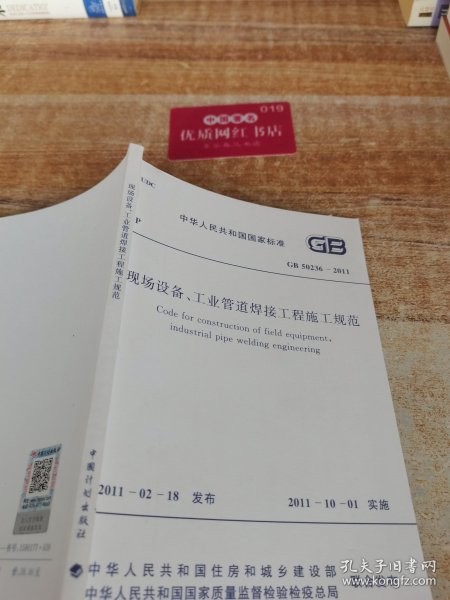 DEDICATRIZ
019
中国著名
优质网红书店
UDC
P
中华人民共和国国家标准
GB
GB 50236-2011
现场设备、工业管道焊接工程施工规范
Code for construction of field equipment,
industrial pipe welding engineering
2011-02-18 发布
2011-10-01 实施
中华人民共和国住房和城乡建设部
中华人民共和国国家质量监督检验检疫总局
现场设备、工业管道焊接工程施工规范
中国计划出版社
孔夫子旧书网